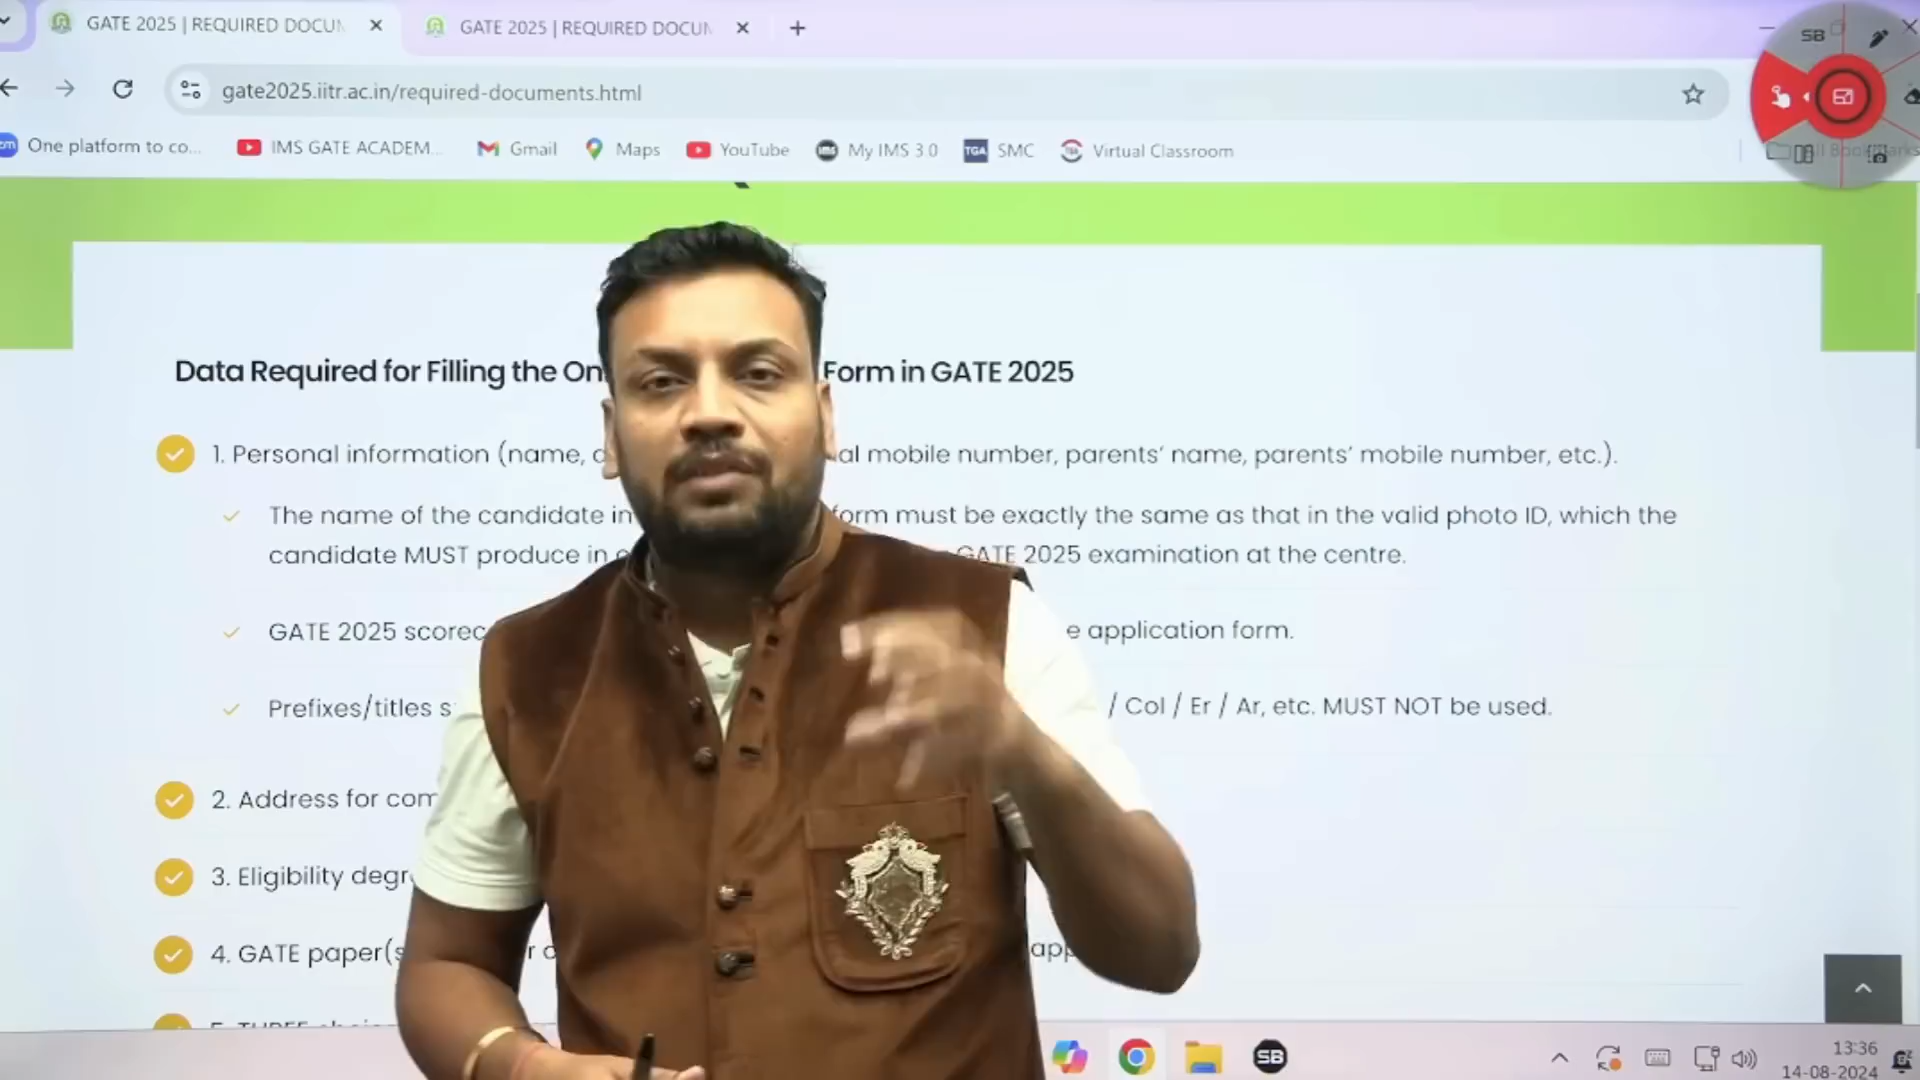 GATE 2025 | REQUIRED DOCUM
GATE 2025 | REQUIRED DOCUM
SB
gate2025.iitr.ac.in/required-documents.html
One platform to co...
IMS GATE ACADEM...
Gmail
Maps
YouTube
My IMS 3.0
TGA
SMC
Virtual Classroom
All Bookmarks
Data Required for Filling the On Form in GATE 2025
1. Personal information (name, al mobile number, parents' name, parents' mobile number, etc.).
The name of the candidate in form must be exactly the same as that in the valid photo ID, which the
candidate MUST produce in GATE 2025 examination at the centre.
GATE 2025 scorec e application form.
Prefixes/titles s / Col / Er / Ar, etc. MUST NOT be used.
2. Address for com
3. Eligibility degr
4. GATE paper(s r app
SB
13:36
14-08-2024